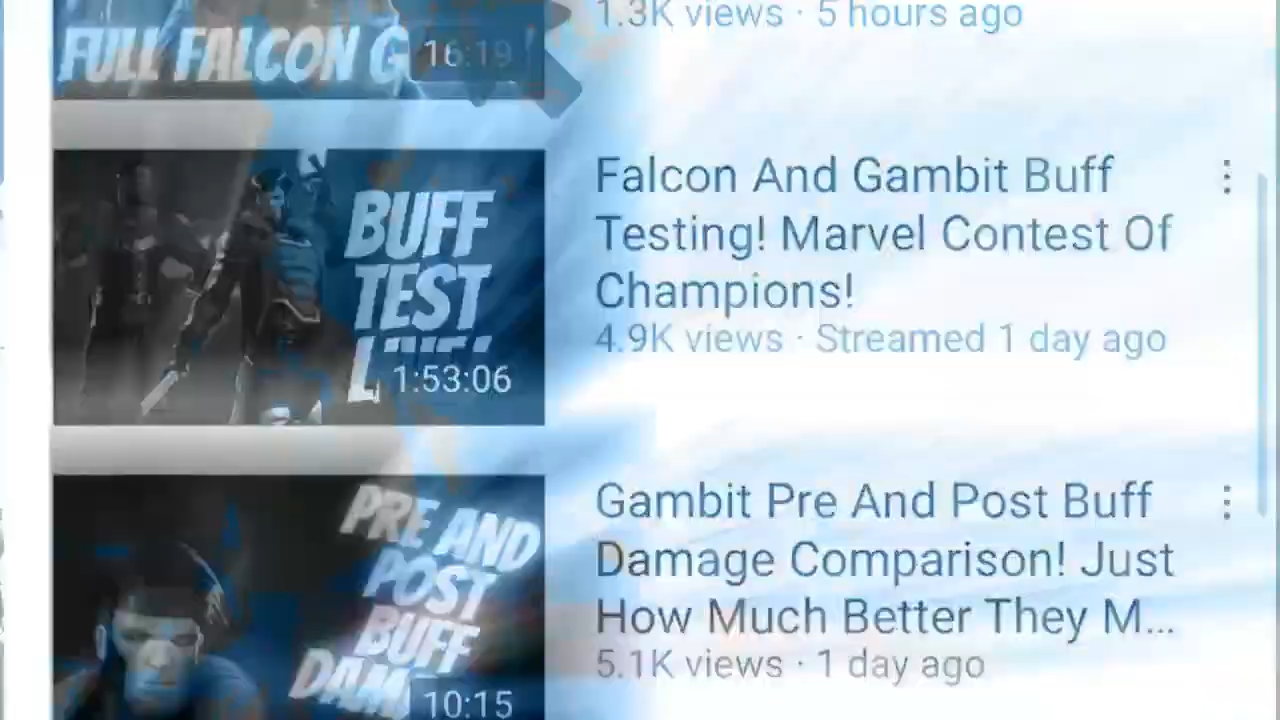 1.3K views · 5 hours ago
FULL FALCON G
16:19
BUFF
TEST
LIVE!
1:53:06
Falcon And Gambit Buff
Testing! Marvel Contest Of
Champions!
4.9K views · Streamed 1 day ago
PRE AND
POST
BUFF
DAM
10:15
Gambit Pre And Post Buff
Damage Comparison! Just
How Much Better They M...
5.1K views · 1 day ago